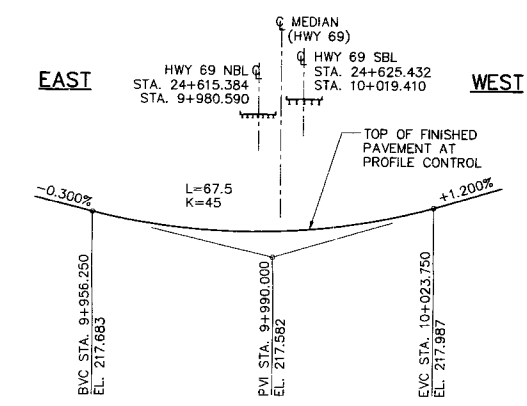 ℄ MEDIAN
(HWY 69)
HWY 69 NBL ℄
STA. 24+615.384
STA. 9+980.590
℄ HWY 69 SBL
STA. 24+625.432
STA. 10+019.410
EAST
WEST
TOP OF FINISHED
PAVEMENT AT
PROFILE CONTROL
-0.300%
L=67.5
K=45
+1.200%
BVC STA. 9+956.250
EL. 217.683
PVI STA. 9+990.000
EL. 217.582
EVC STA. 10+023.750
EL. 217.987